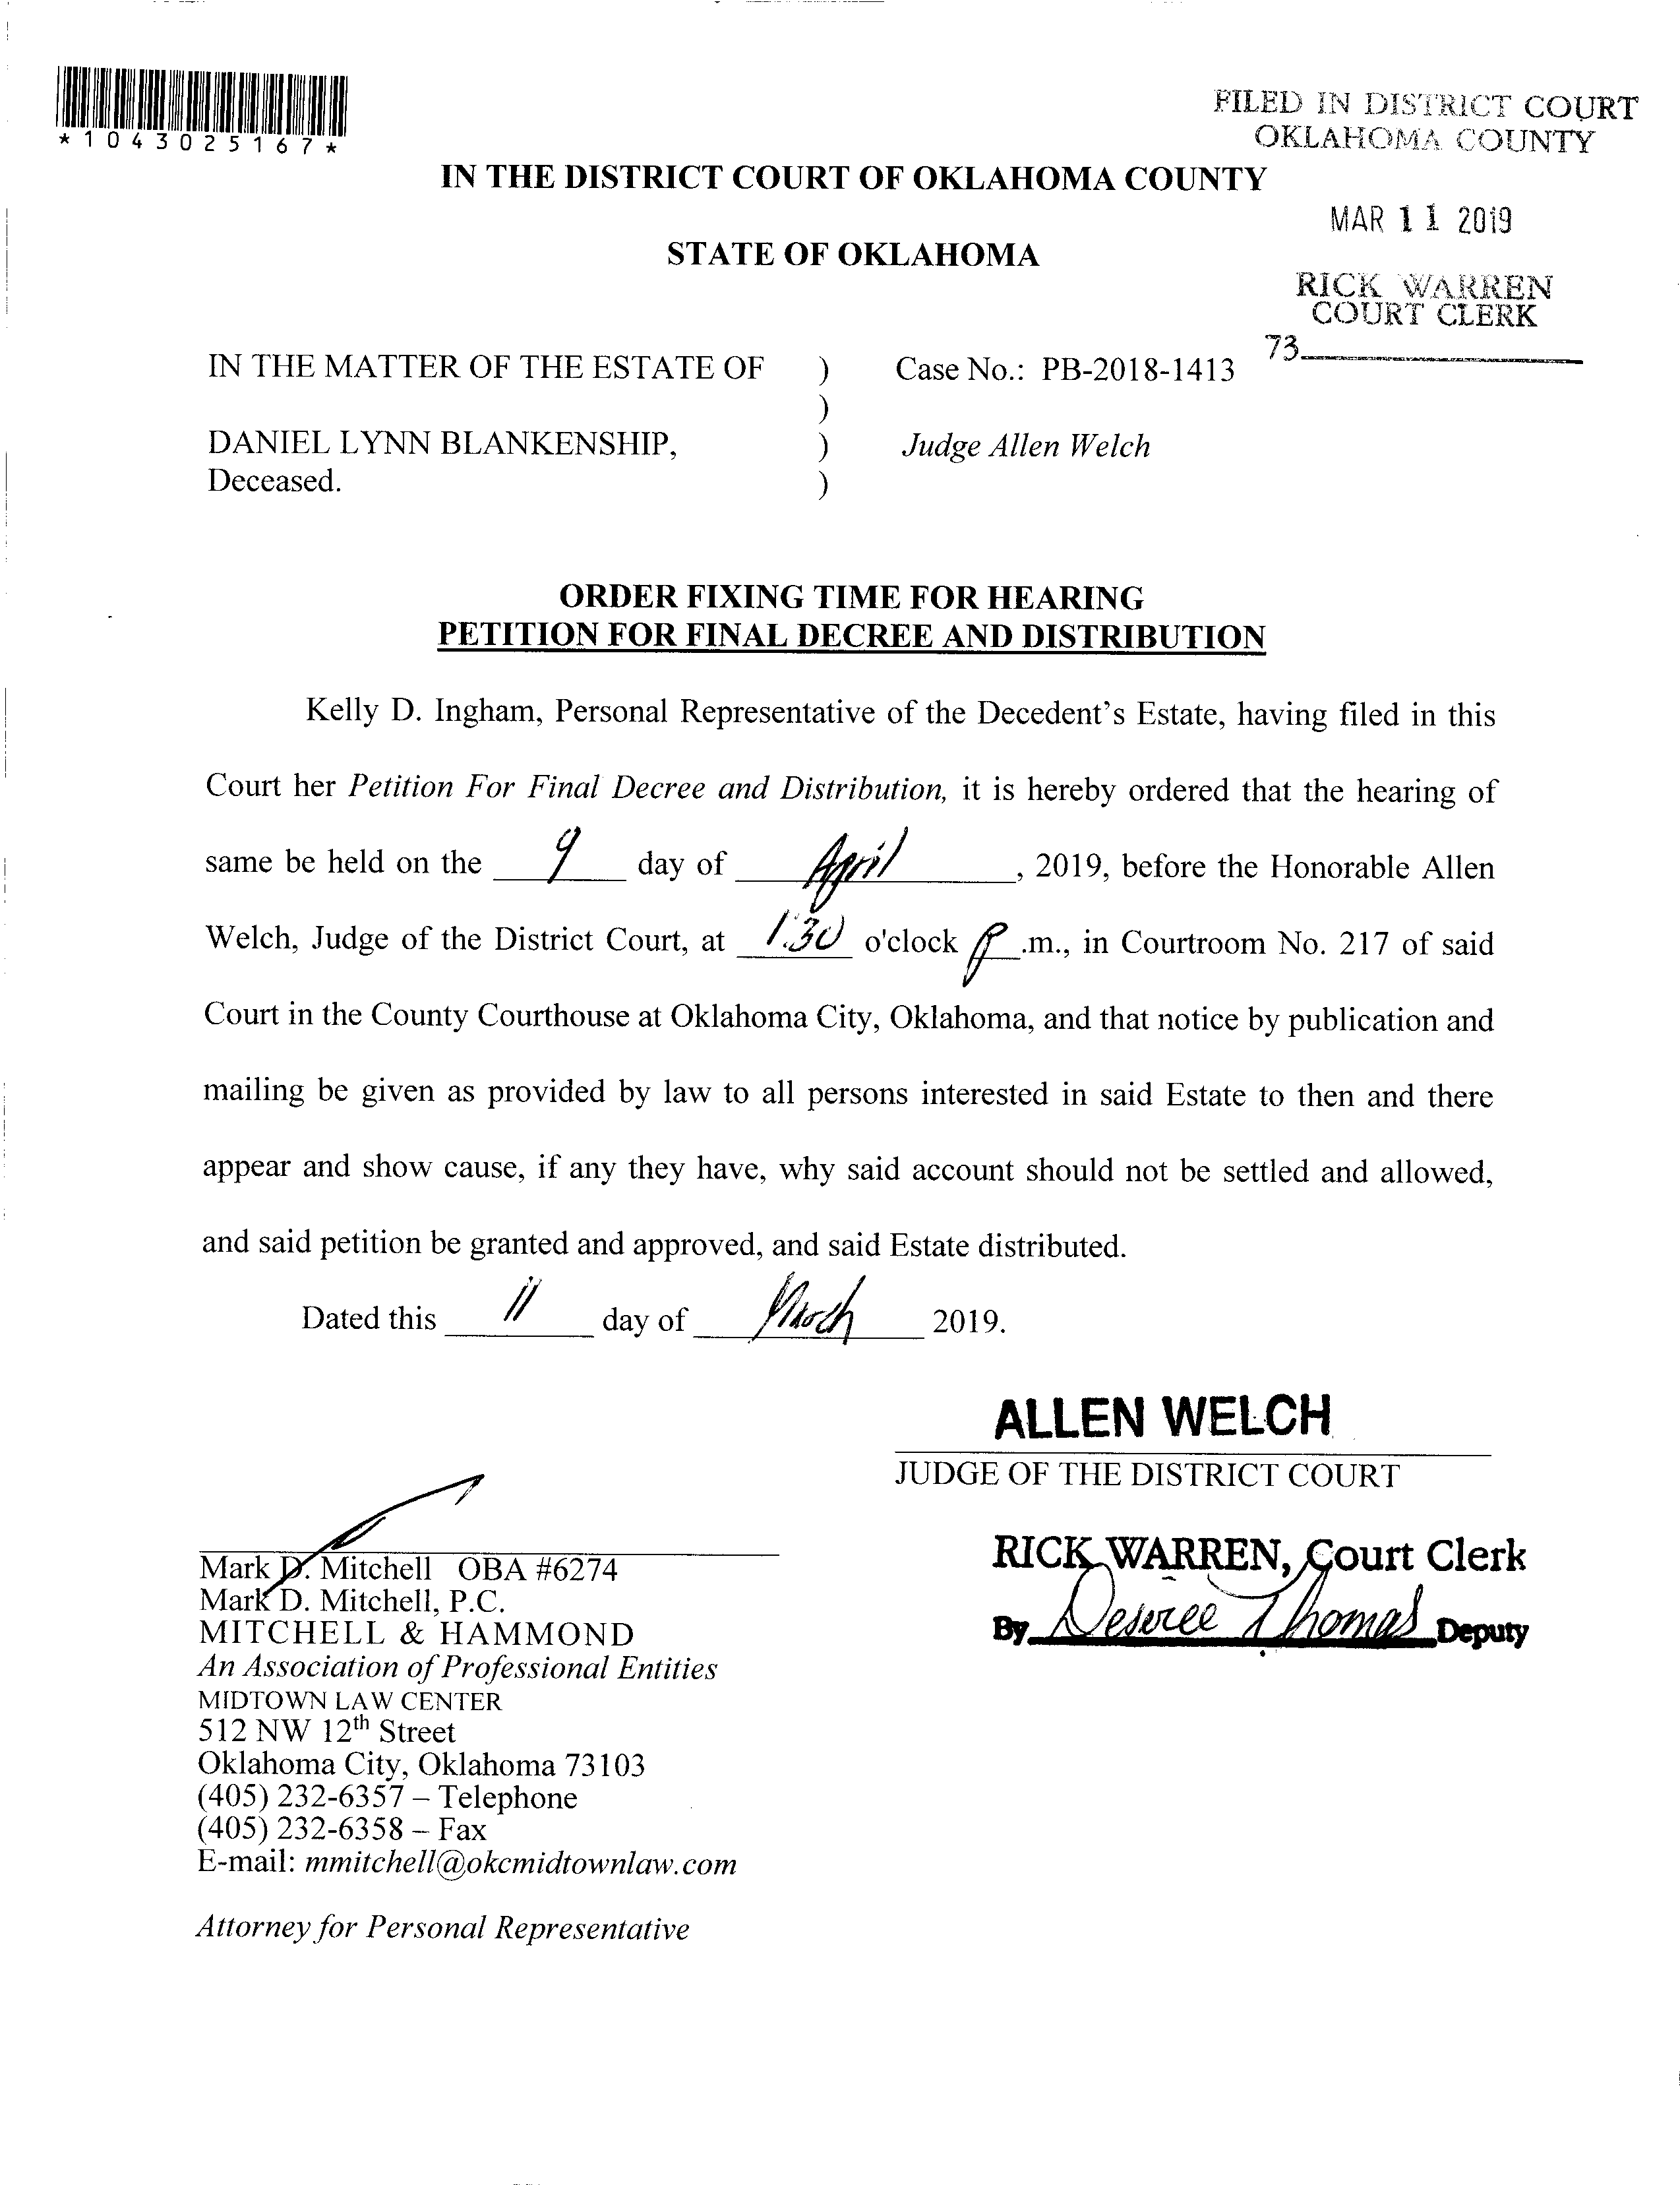 *1043025167*
FILED IN DISTRICT COURT
OKLAHOMA COUNTY
IN THE DISTRICT COURT OF OKLAHOMA COUNTY
MAR 11 2019
STATE OF OKLAHOMA
RICK WARREN
COURT CLERK
73
IN THE MATTER OF THE ESTATE OF ) Case No.: PB-2018-1413
)
DANIEL LYNN BLANKENSHIP, ) Judge Allen Welch
Deceased. )
ORDER FIXING TIME FOR HEARING
PETITION FOR FINAL DECREE AND DISTRIBUTION
Kelly D. Ingham, Personal Representative of the Decedent's Estate, having filed in this
Court her Petition For Final Decree and Distribution, it is hereby ordered that the hearing of
same be held on the 9 day of April, 2019, before the Honorable Allen
Welch, Judge of the District Court, at 1:30 o'clock p.m., in Courtroom No. 217 of said
Court in the County Courthouse at Oklahoma City, Oklahoma, and that notice by publication and
mailing be given as provided by law to all persons interested in said Estate to then and there
appear and show cause, if any they have, why said account should not be settled and allowed,
and said petition be granted and approved, and said Estate distributed.
Dated this 11 day of March 2019.
ALLEN WELCH
JUDGE OF THE DISTRICT COURT
RICK WARREN, Court Clerk
By Desiree Thomas Deputy
Mark D. Mitchell OBA #6274
Mark D. Mitchell, P.C.
MITCHELL & HAMMOND
An Association of Professional Entities
MIDTOWN LAW CENTER
512 NW 12th Street
Oklahoma City, Oklahoma 73103
(405) 232-6357 – Telephone
(405) 232-6358 – Fax
E-mail: mmitchell@okcmidtownlaw.com
Attorney for Personal Representative